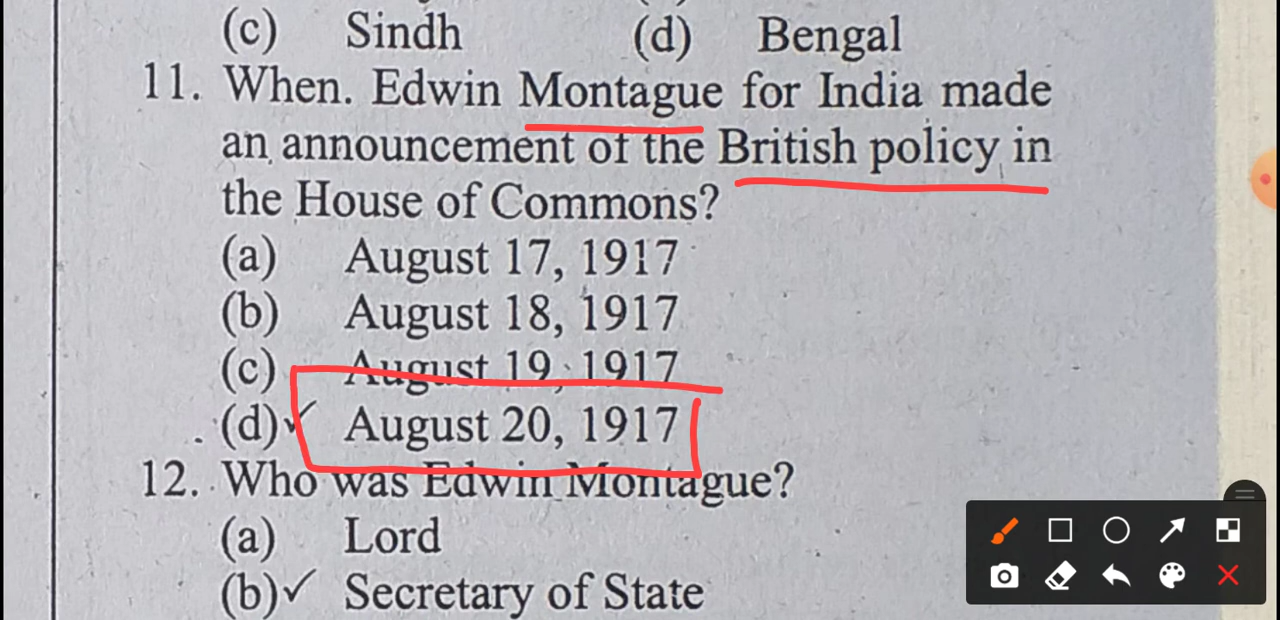 (c) Sindh (d) Bengal
11. When. Edwin Montague for India made
an announcement of the British policy in
the House of Commons?
(a) August 17, 1917
(b) August 18, 1917
(c) August 19, 1917
(d)✓ August 20, 1917
12. Who was Edwin Montague?
(a) Lord
(b)✓ Secretary of State